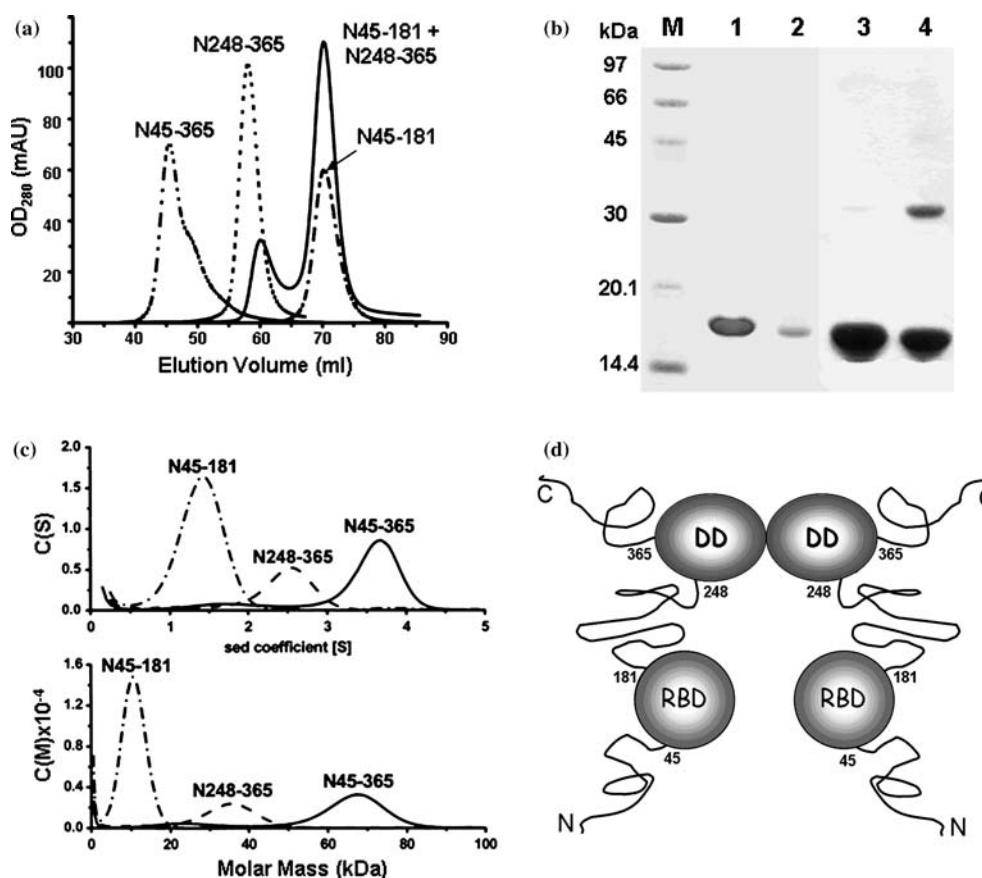 (a)
N248-365
N45-181 +
N248-365
N45-365
N45-181
OD280 (mAU)
100
80
60
40
20
30 40 50 60 70 80 90
Elution Volume (ml)
(b)
kDa M 1 2 3 4
97
66
45
30
20.1
14.4
(c)
N45-181
N248-365
N45-365
C(S)
2.0
1.5
1.0
0.5
0.0
0 1 2 3 4 5
sed coefficient [S]
N45-181
N248-365
N45-365
C(M)x10-4
1.6
1.2
0.8
0.4
0.0
0 20 40 60 80 100
Molar Mass (kDa)
(d)
C
DD DD
365 365
248 248
181 181
RBD RBD
45 45
N N